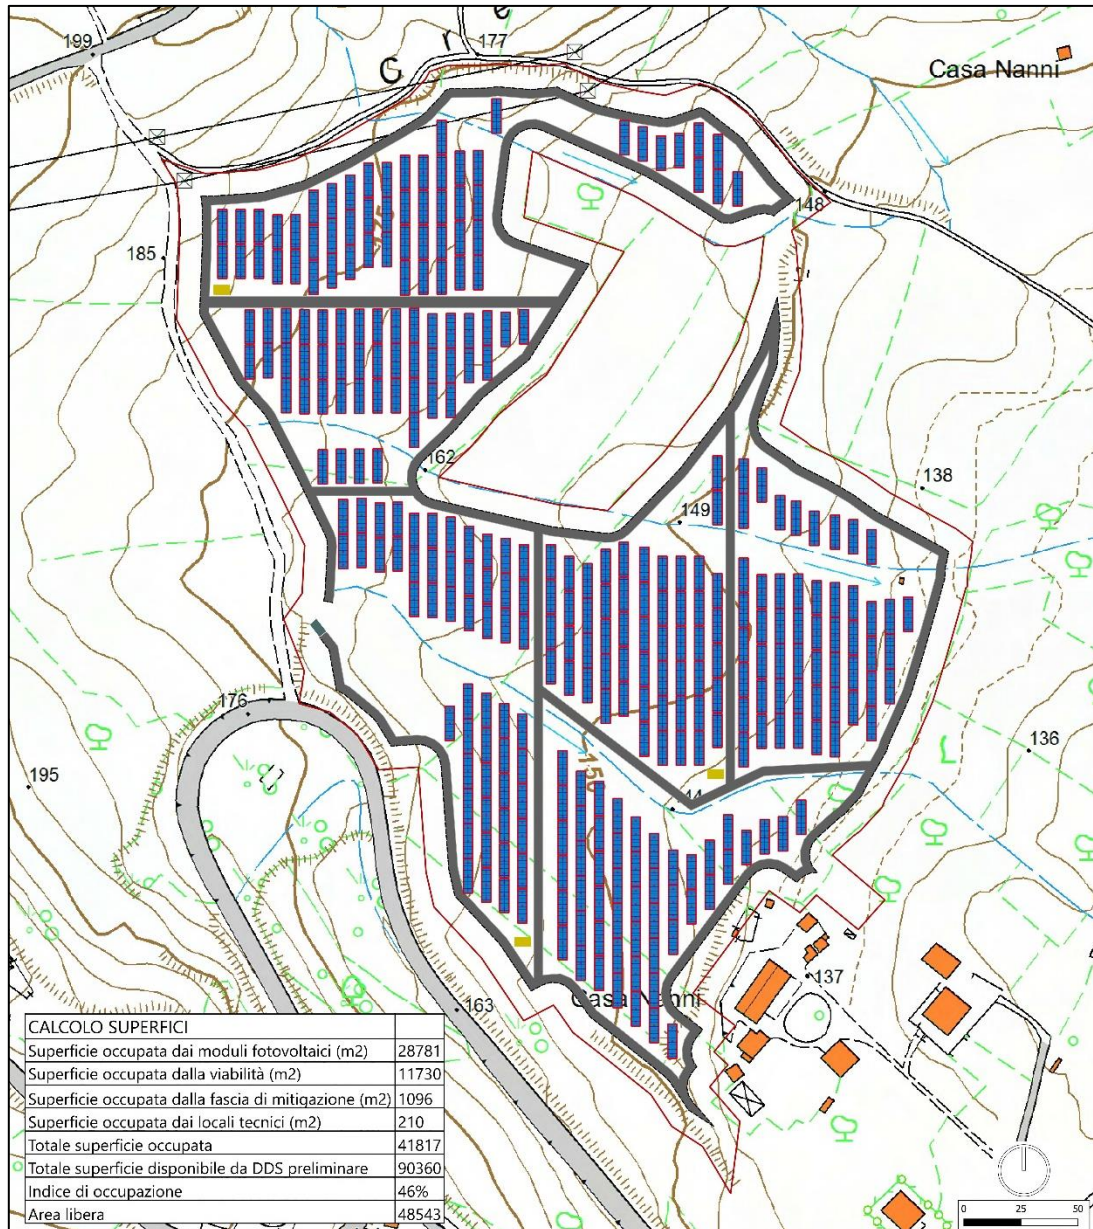 199
177
G r e
Casa Nanni
148
185
175
162
149
138
176
195
150
44
136
137
Casa Nanni
163
CALCOLO SUPERFICI
Superficie occupata dai moduli fotovoltaici (m2) 28781
Superficie occupata dalla viabilità (m2) 11730
Superficie occupata dalla fascia di mitigazione (m2) 1096
Superficie occupata dai locali tecnici (m2) 210
Totale superficie occupata 41817
Totale superficie disponibile da DDS preliminare 90360
Indice di occupazione 46%
Area libera 48543
0 25 50